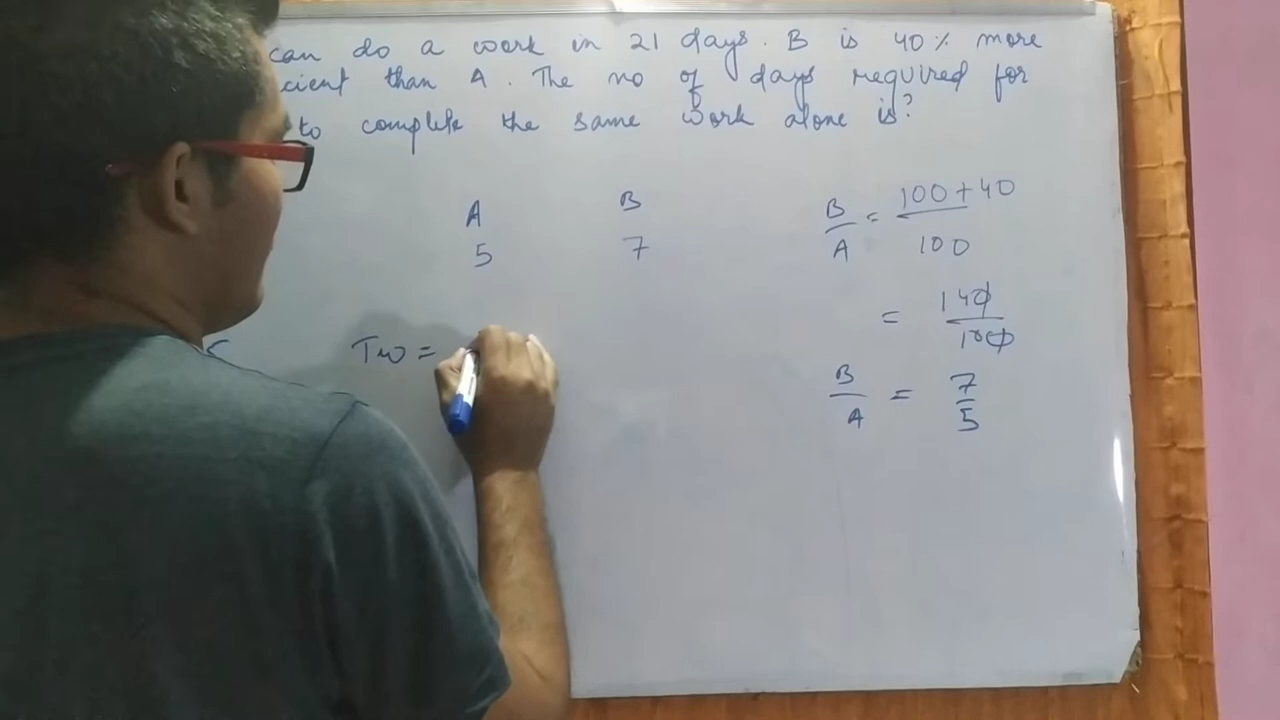 can do a work in 21 days. B is 40% more
cient than A. The no of days required for
to complete the same work alone is?
A B
5 7
B/A = 100 + 40/100
= 140/100
B/A = 7/5
Tw =